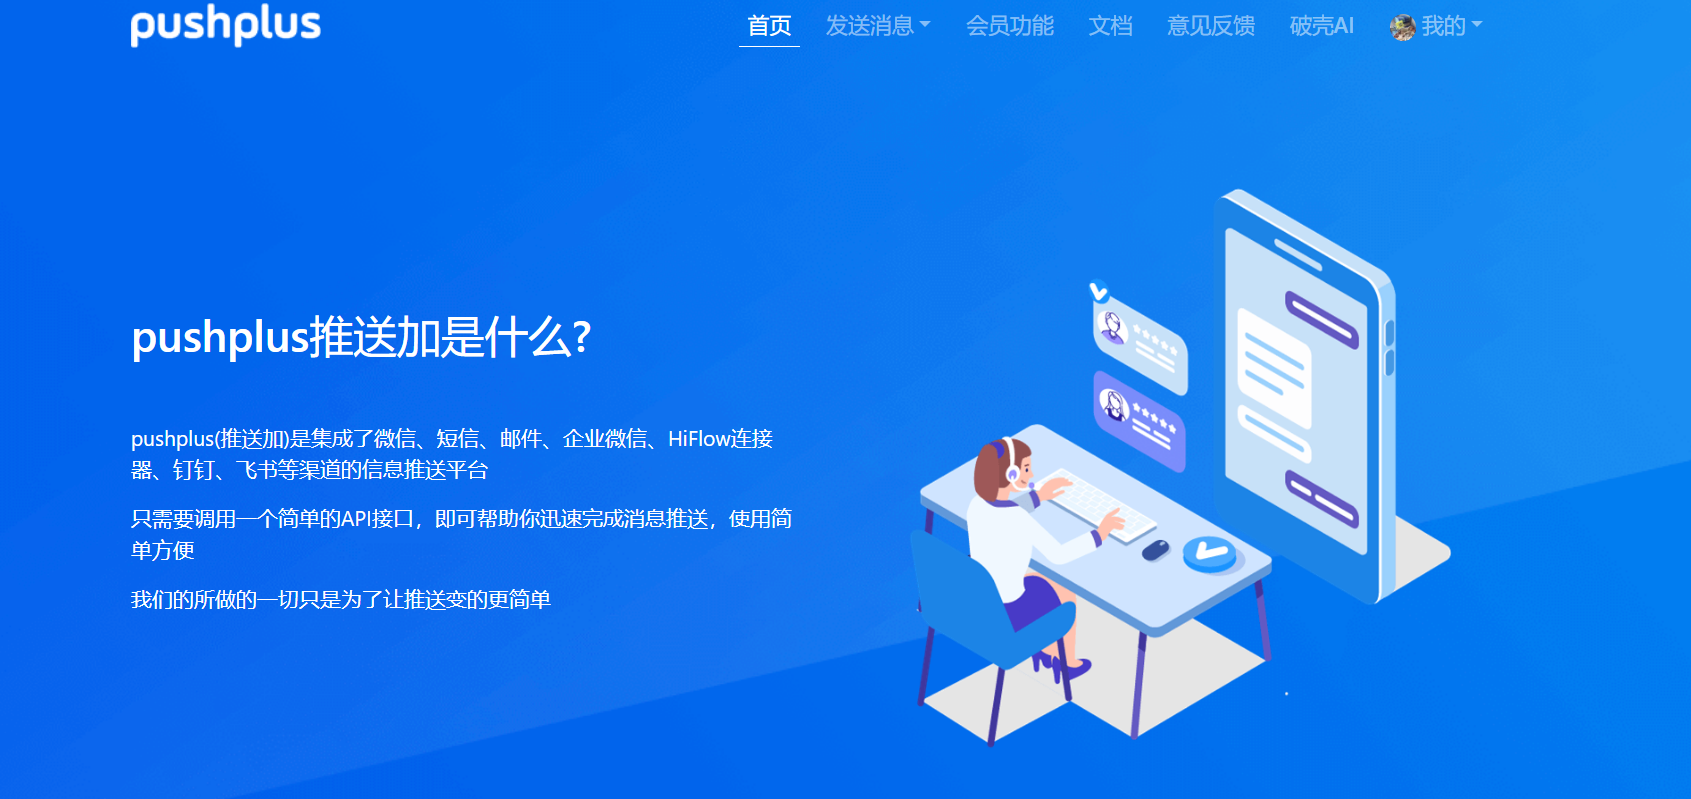 pushplus
首页 发送消息 会员功能 文档 意见反馈 破壳AI 我的
pushplus推送加是什么?
pushplus(推送加)是集成了微信、短信、邮件、企业微信、HiFlow连接
器、钉钉、飞书等渠道的信息推送平台
只需要调用一个简单的API接口，即可帮助你迅速完成消息推送，使用简
单方便
我们的所做的一切只是为了让推送变的更简单